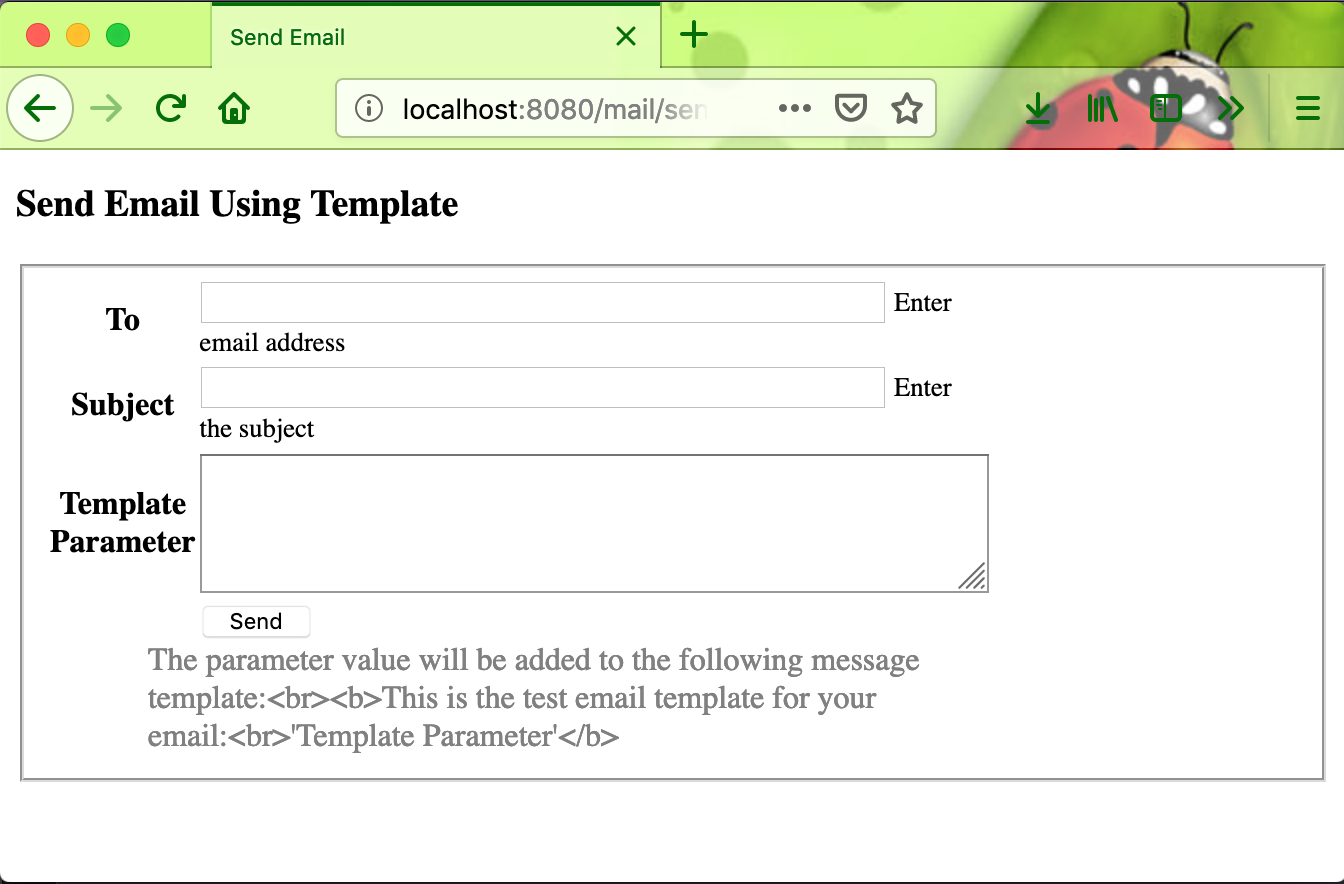 Send Email
localhost:8080/mail/sen
Send Email Using Template
To
Enter
email address
Subject
Enter
the subject
Template
Parameter
Send
The parameter value will be added to the following message
template:<br><b>This is the test email template for your
email:<br>'Template Parameter'</b>